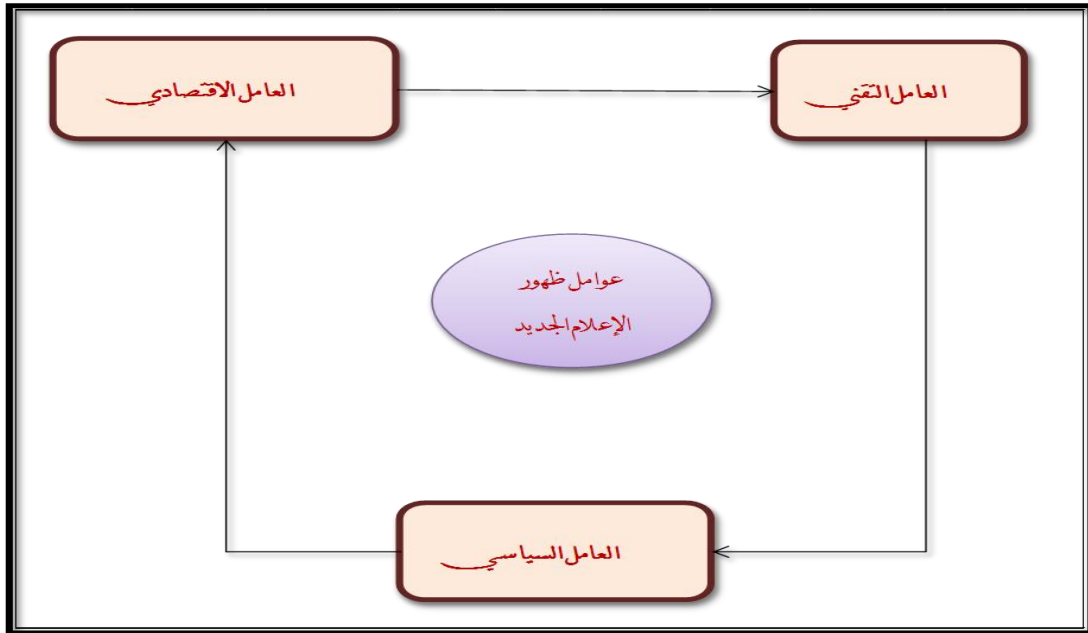 العامل التقني
العامل الاقتصادي
عوامل ظهور
الإعلام الجديد
العامل السياسي